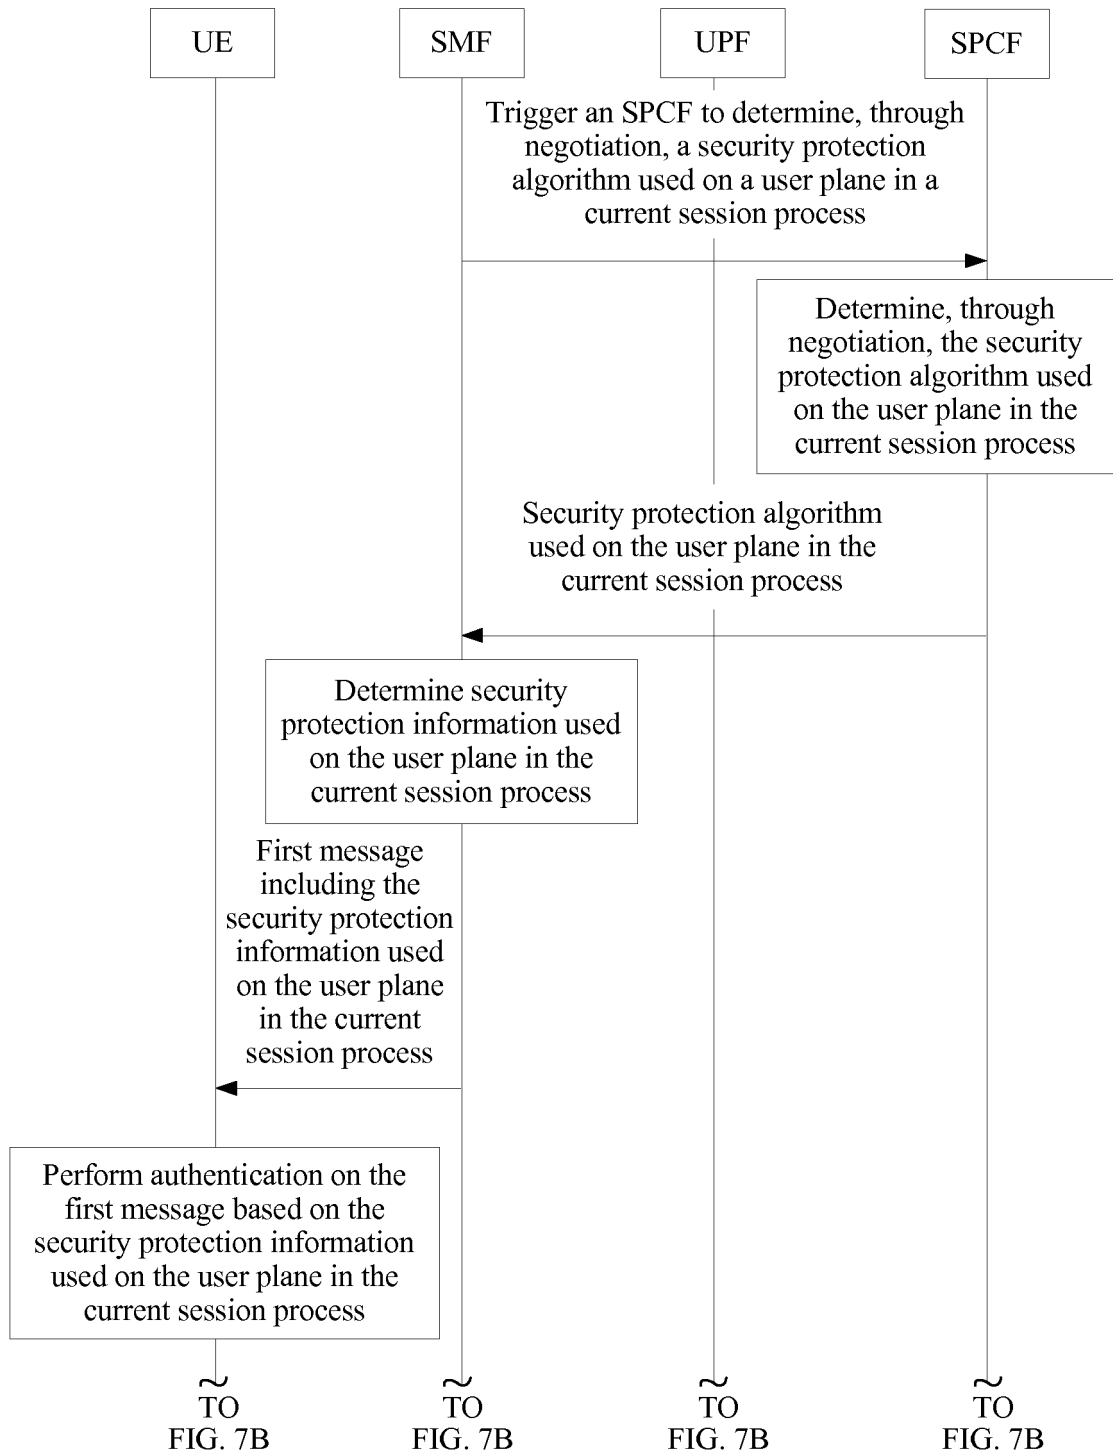 UE
SMF
UPF
SPCF
Trigger an SPCF to determine, through
negotiation, a security protection
algorithm used on a user plane in a
current session process
Determine, through
negotiation, the security
protection algorithm used
on the user plane in the
current session process
Security protection algorithm
used on the user plane in the
current session process
Determine security
protection information used
on the user plane in the
current session process
First message
including the
security protection
information used
on the user plane
in the current
session process
Perform authentication on the
first message based on the
security protection information
used on the user plane in the
current session process
TO
FIG. 7B
TO
FIG. 7B
TO
FIG. 7B
TO
FIG. 7B